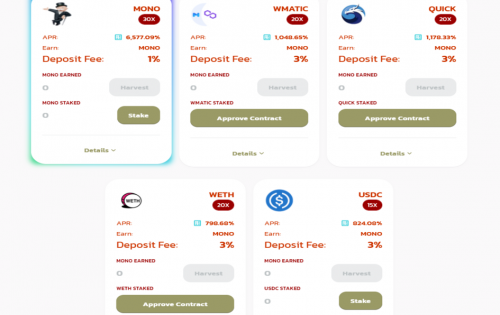 MONO
30X
APR: 6,577.09%
Earn: MONO
Deposit Fee: 1%
MONO EARNED
0 Harvest
MONO STAKED
0 Stake
Details
WMATIC
20X
APR: 1,048.65%
Earn: MONO
Deposit Fee: 3%
MONO EARNED
0 Harvest
WMATIC STAKED
Approve Contract
Details
QUICK
20X
APR: 1,178.33%
Earn: MONO
Deposit Fee: 3%
MONO EARNED
0 Harvest
QUICK STAKED
Approve Contract
Details
WETH
WETH
20X
APR: 798.68%
Earn: MONO
Deposit Fee: 3%
MONO EARNED
0 Harvest
WETH STAKED
Approve Contract
USDC
15X
APR: 824.08%
Earn: MONO
Deposit Fee: 3%
MONO EARNED
0 Harvest
USDC STAKED
0 Stake